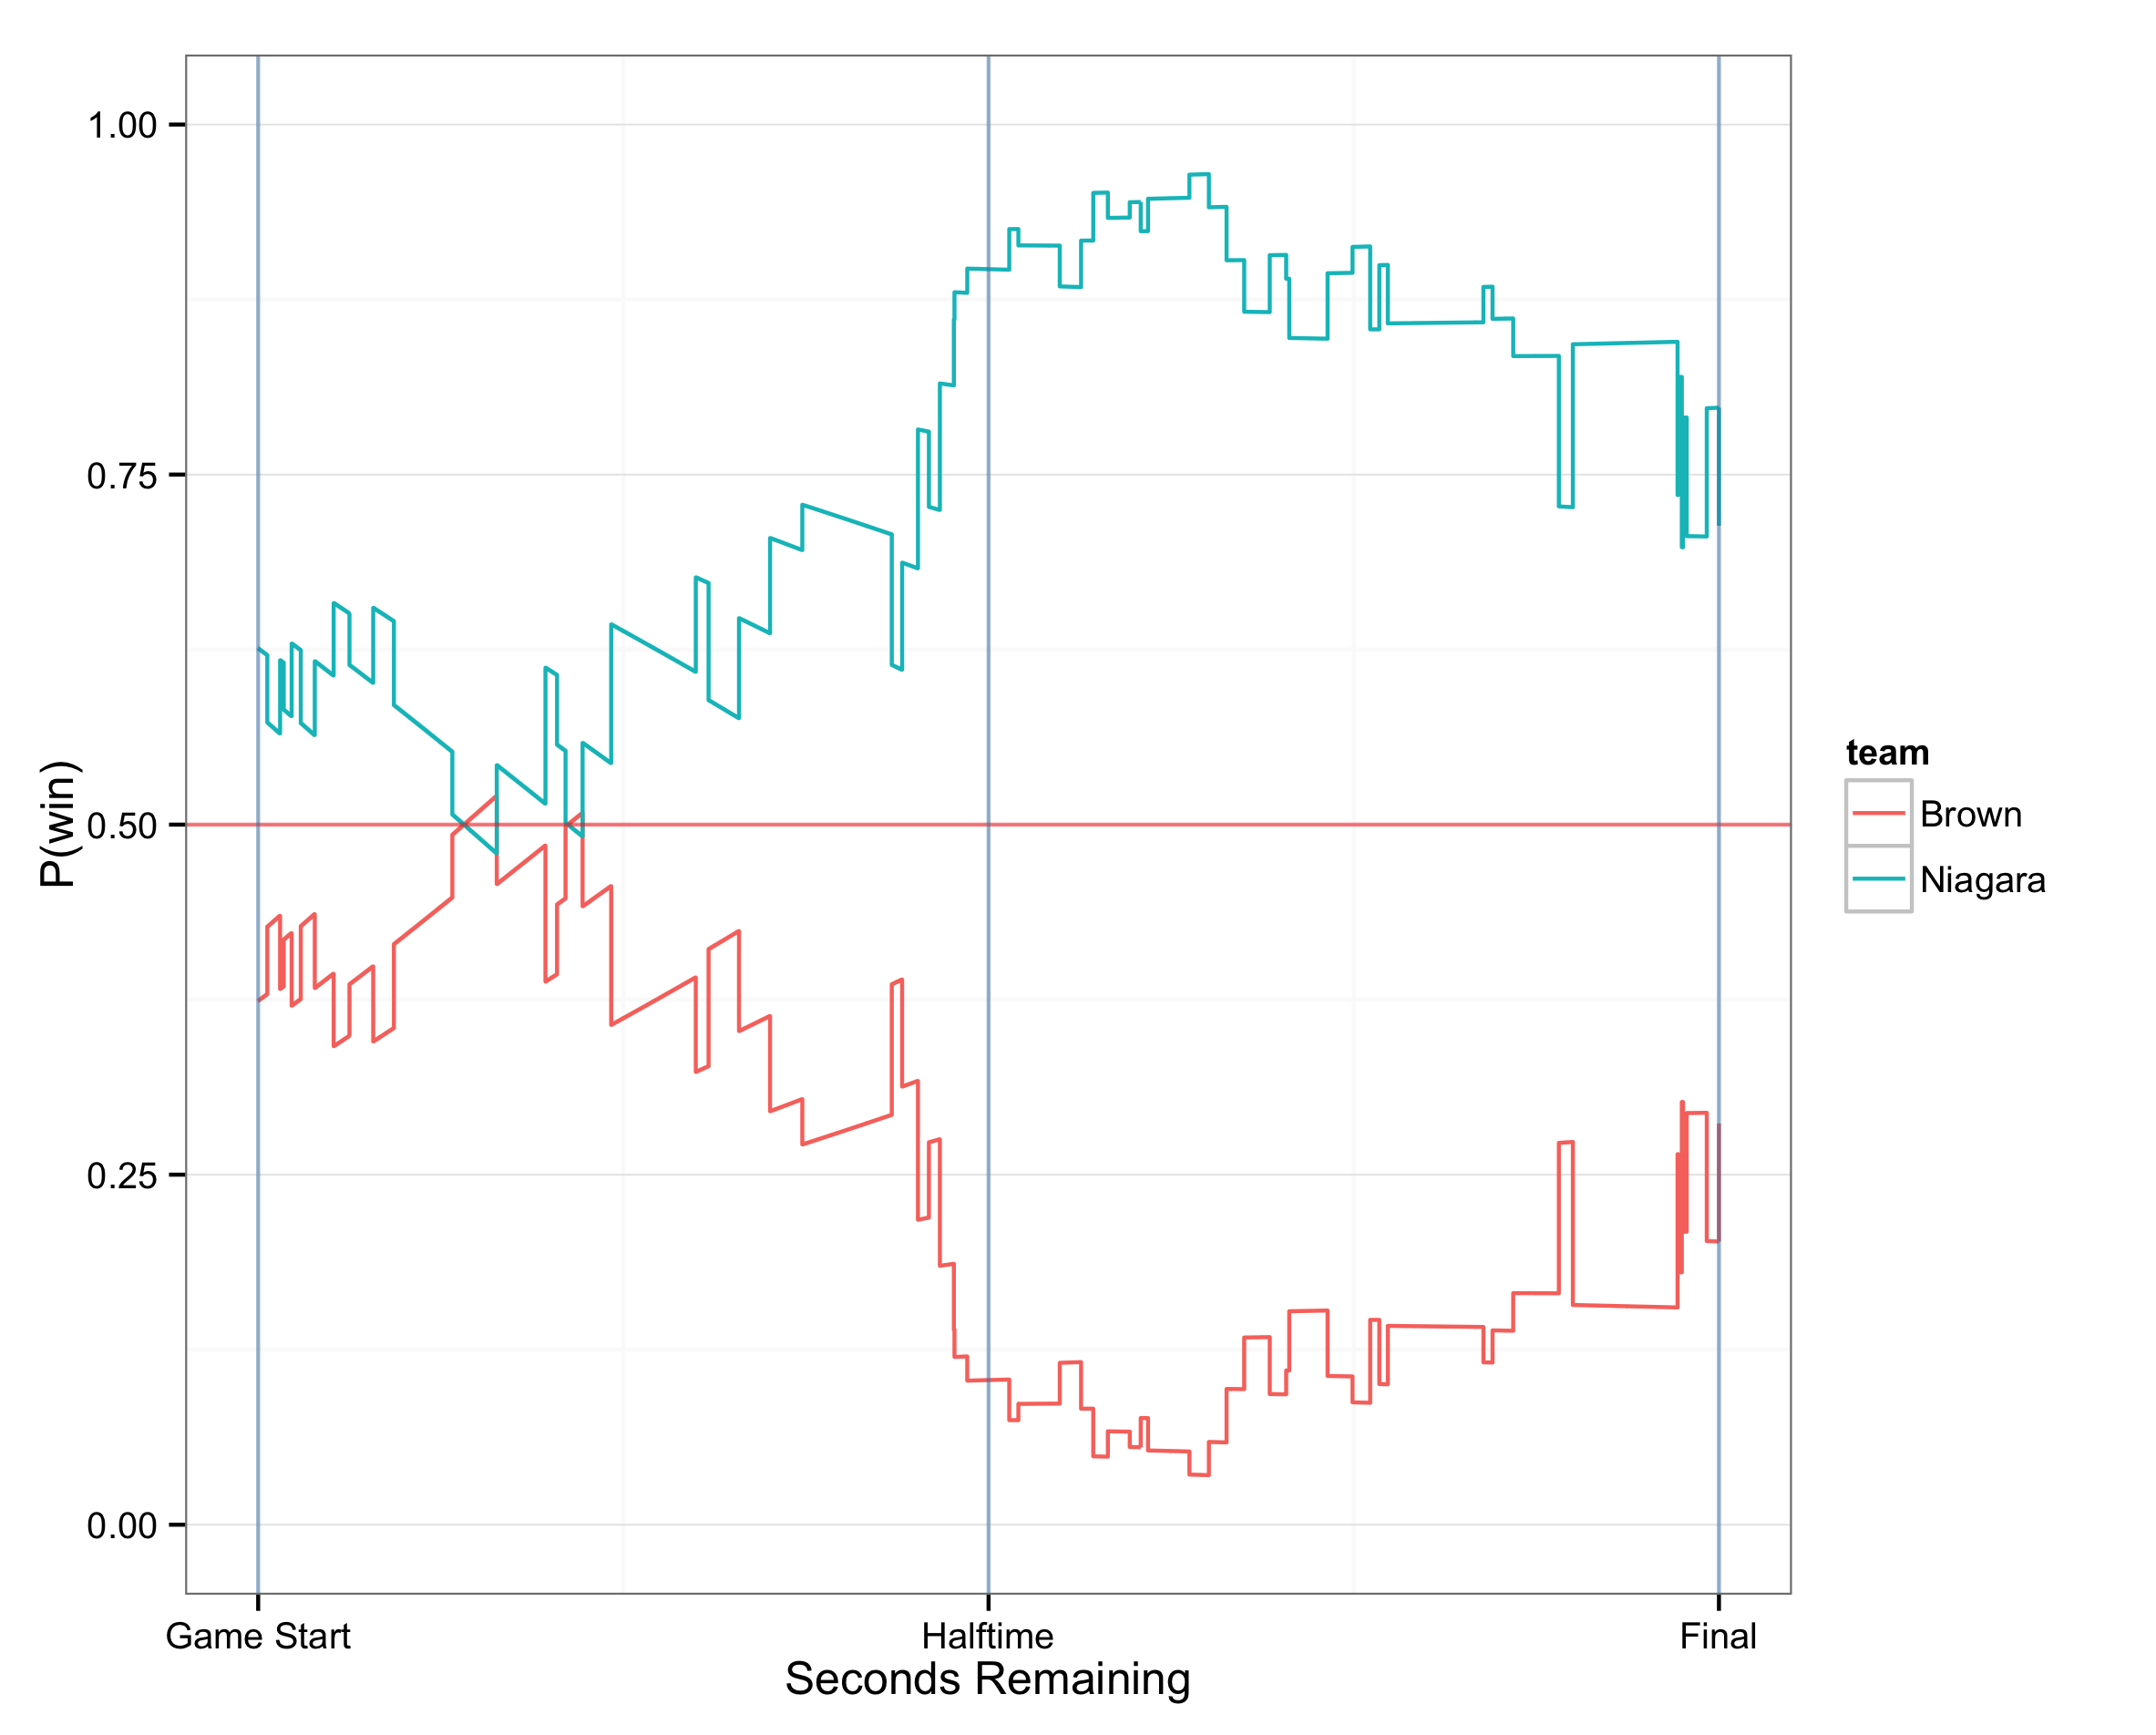 P(win)
1.00
0.75
0.50
0.25
0.00
Game Start
Halftime
Final
Seconds Remaining
team
Brown
Niagara